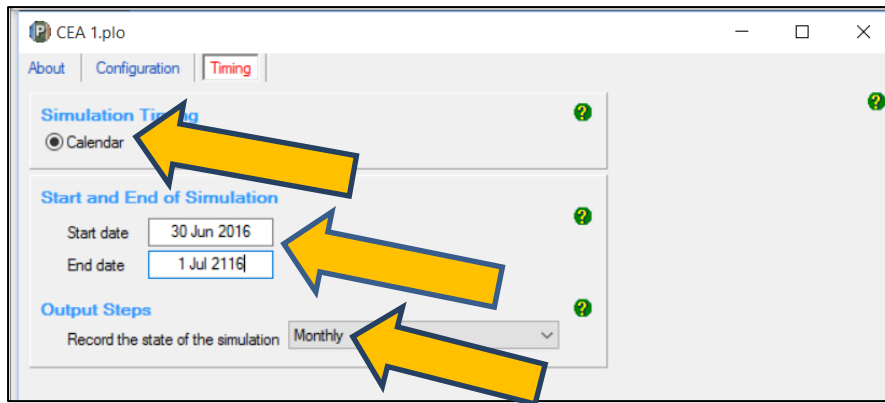 CEA 1.plo
About Configuration Timing
Simulation Timing
Calendar
Start and End of Simulation
Start date 30 Jun 2016
End date 1 Jul 2116
Output Steps
Record the state of the simulation Monthly